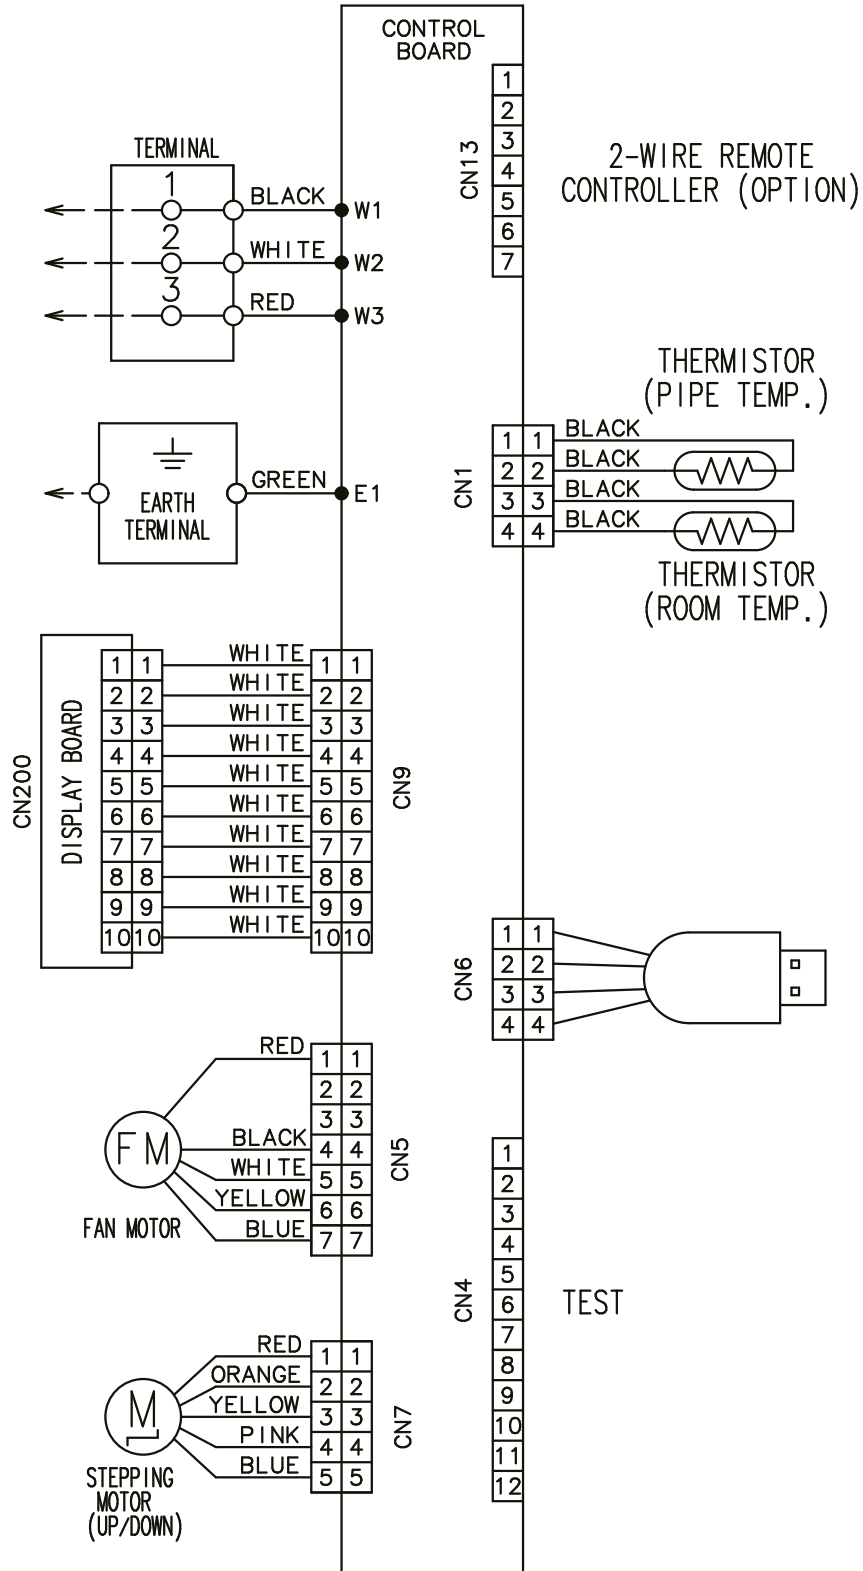 CONTROL
BOARD
CN13
1
2
3
4
5
6
7
2-WIRE REMOTE
CONTROLLER (OPTION)
TERMINAL
1 BLACK W1
2 WHITE W2
3 RED W3
EARTH
TERMINAL
GREEN E1
THERMISTOR
(PIPE TEMP.)
CN1
1 1 BLACK
2 2 BLACK
3 3 BLACK
4 4 BLACK
THERMISTOR
(ROOM TEMP.)
CN200
DISPLAY BOARD
CN9
1 1 WHITE 1 1
2 2 WHITE 2 2
3 3 WHITE 3 3
4 4 WHITE 4 4
5 5 WHITE 5 5
6 6 WHITE 6 6
7 7 WHITE 7 7
8 8 WHITE 8 8
9 9 WHITE 9 9
10 10 WHITE 10 10
CN6
1 1
2 2
3 3
4 4
FM
FAN MOTOR
CN5
RED 1 1
2 2
3 3
BLACK 4 4
WHITE 5 5
YELLOW 6 6
BLUE 7 7
CN4
1
2
3
4
5
6
7
8
9
10
11
12
TEST
M
STEPPING
MOTOR
(UP/DOWN)
CN7
RED 1 1
ORANGE 2 2
YELLOW 3 3
PINK 4 4
BLUE 5 5